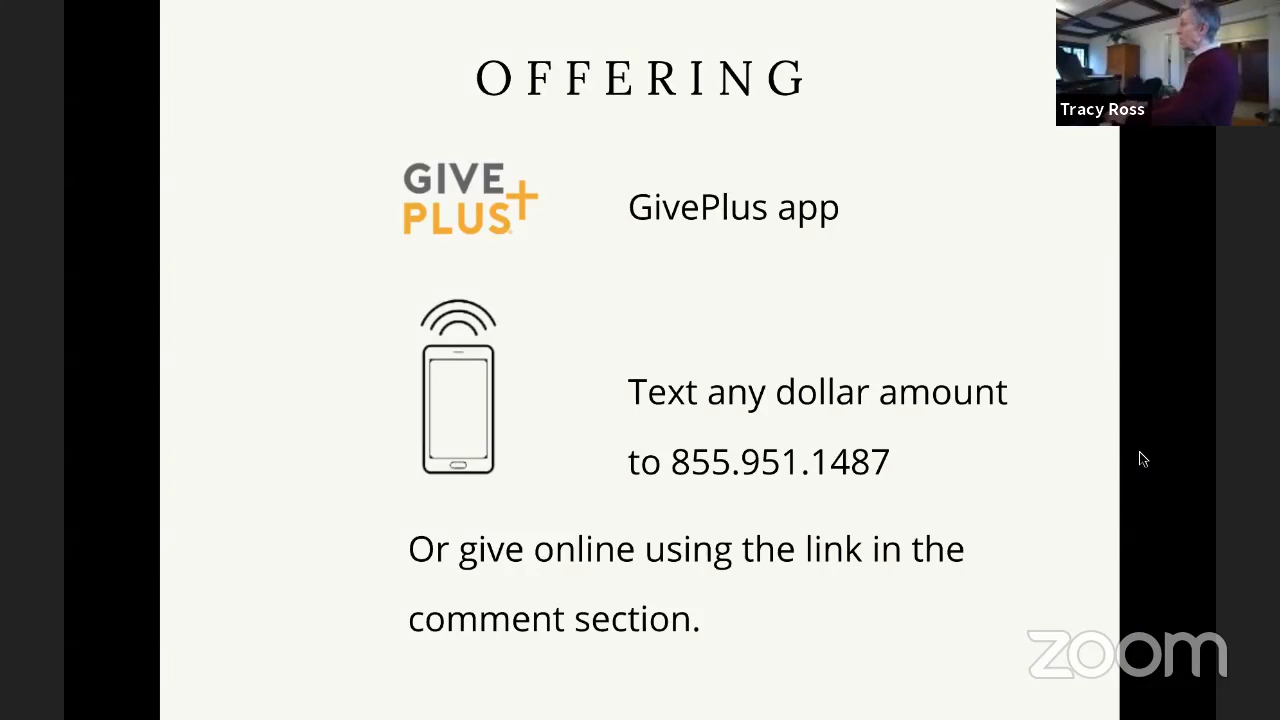 OFFERING
Tracy Ross
GIVE
PLUS+
GivePlus app
Text any dollar amount
to 855.951.1487
Or give online using the link in the
comment section.
zoom